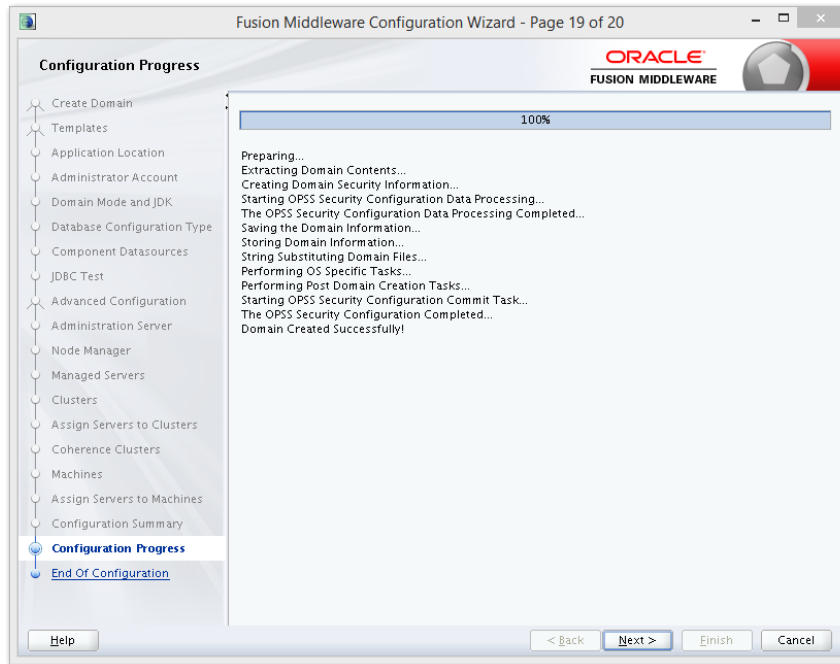 Fusion Middleware Configuration Wizard - Page 19 of 20
Configuration Progress
ORACLE
FUSION MIDDLEWARE
Create Domain
Templates
Application Location
Administrator Account
Domain Mode and JDK
Database Configuration Type
Component Datasources
JDBC Test
Advanced Configuration
Administration Server
Node Manager
Managed Servers
Clusters
Assign Servers to Clusters
Coherence Clusters
Machines
Assign Servers to Machines
Configuration Summary
Configuration Progress
End Of Configuration
100%
Preparing...
Extracting Domain Contents...
Creating Domain Security Information...
Starting OPSS Security Configuration Data Processing...
The OPSS Security Configuration Data Processing Completed...
Saving the Domain Information...
Storing Domain Information...
String Substituting Domain Files...
Performing OS Specific Tasks...
Performing Post Domain Creation Tasks...
Starting OPSS Security Configuration Commit Task...
The OPSS Security Configuration Completed...
Domain Created Successfully!
Help
< Back
Next >
Finish
Cancel